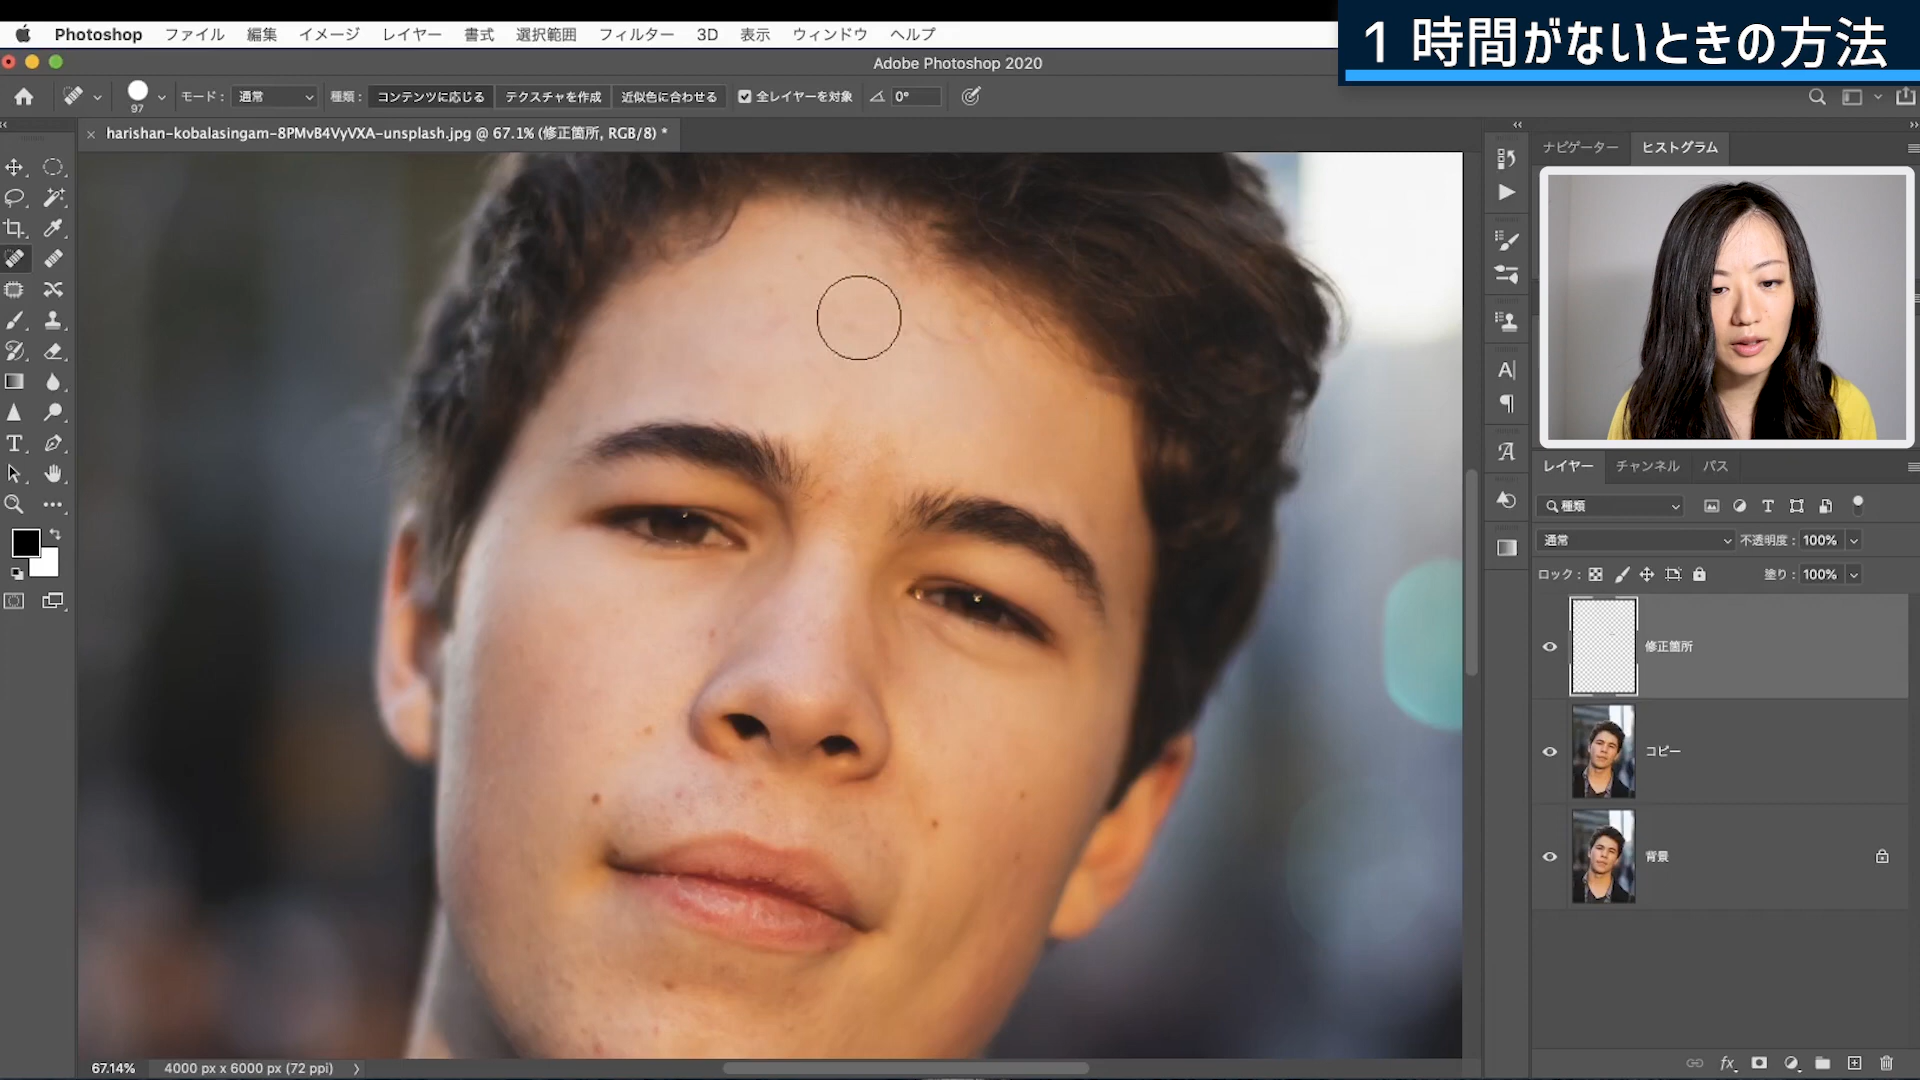 Photoshop ファイル 編集 イメージ レイヤー 書式 選択範囲 フィルター 3D 表示 ウィンドウ ヘルプ
1 時間がないときの方法
Adobe Photoshop 2020
97 モード: 通常 種類: コンテンツに応じる テクスチャを作成 近似色に合わせる 全レイヤーを対象 0°
harishan-kobalasingam-8PMvB4VyVXA-unsplash.jpg @ 67.1% (修正箇所, RGB/8) *
ナビゲーター ヒストグラム
レイヤー チャンネル パス
種類
通常 不透明度: 100%
ロック: 塗り: 100%
修正箇所
コピー
背景
67.14% 4000 px x 6000 px (72 ppi)